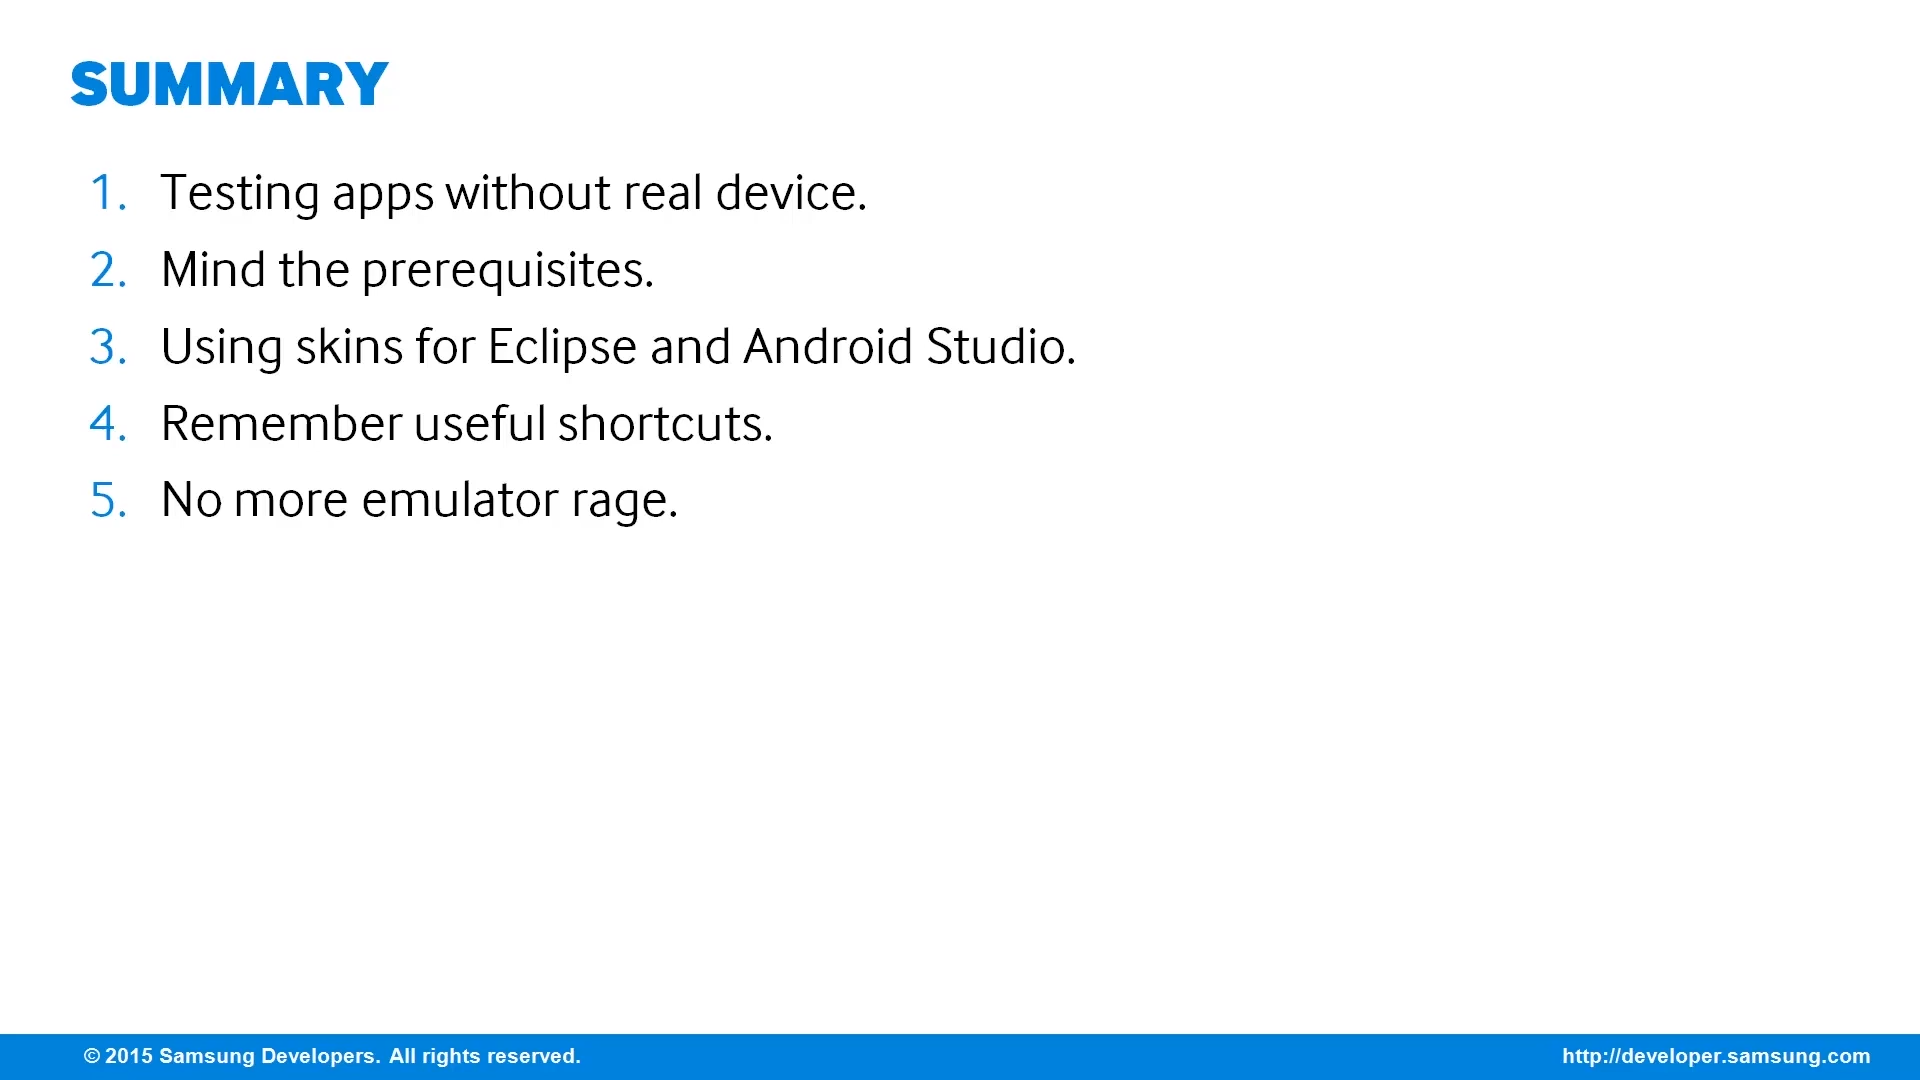 SUMMARY
1. Testing apps without real device.
2. Mind the prerequisites.
3. Using skins for Eclipse and Android Studio.
4. Remember useful shortcuts.
5. No more emulator rage.
© 2015 Samsung Developers. All rights reserved.
http://developer.samsung.com